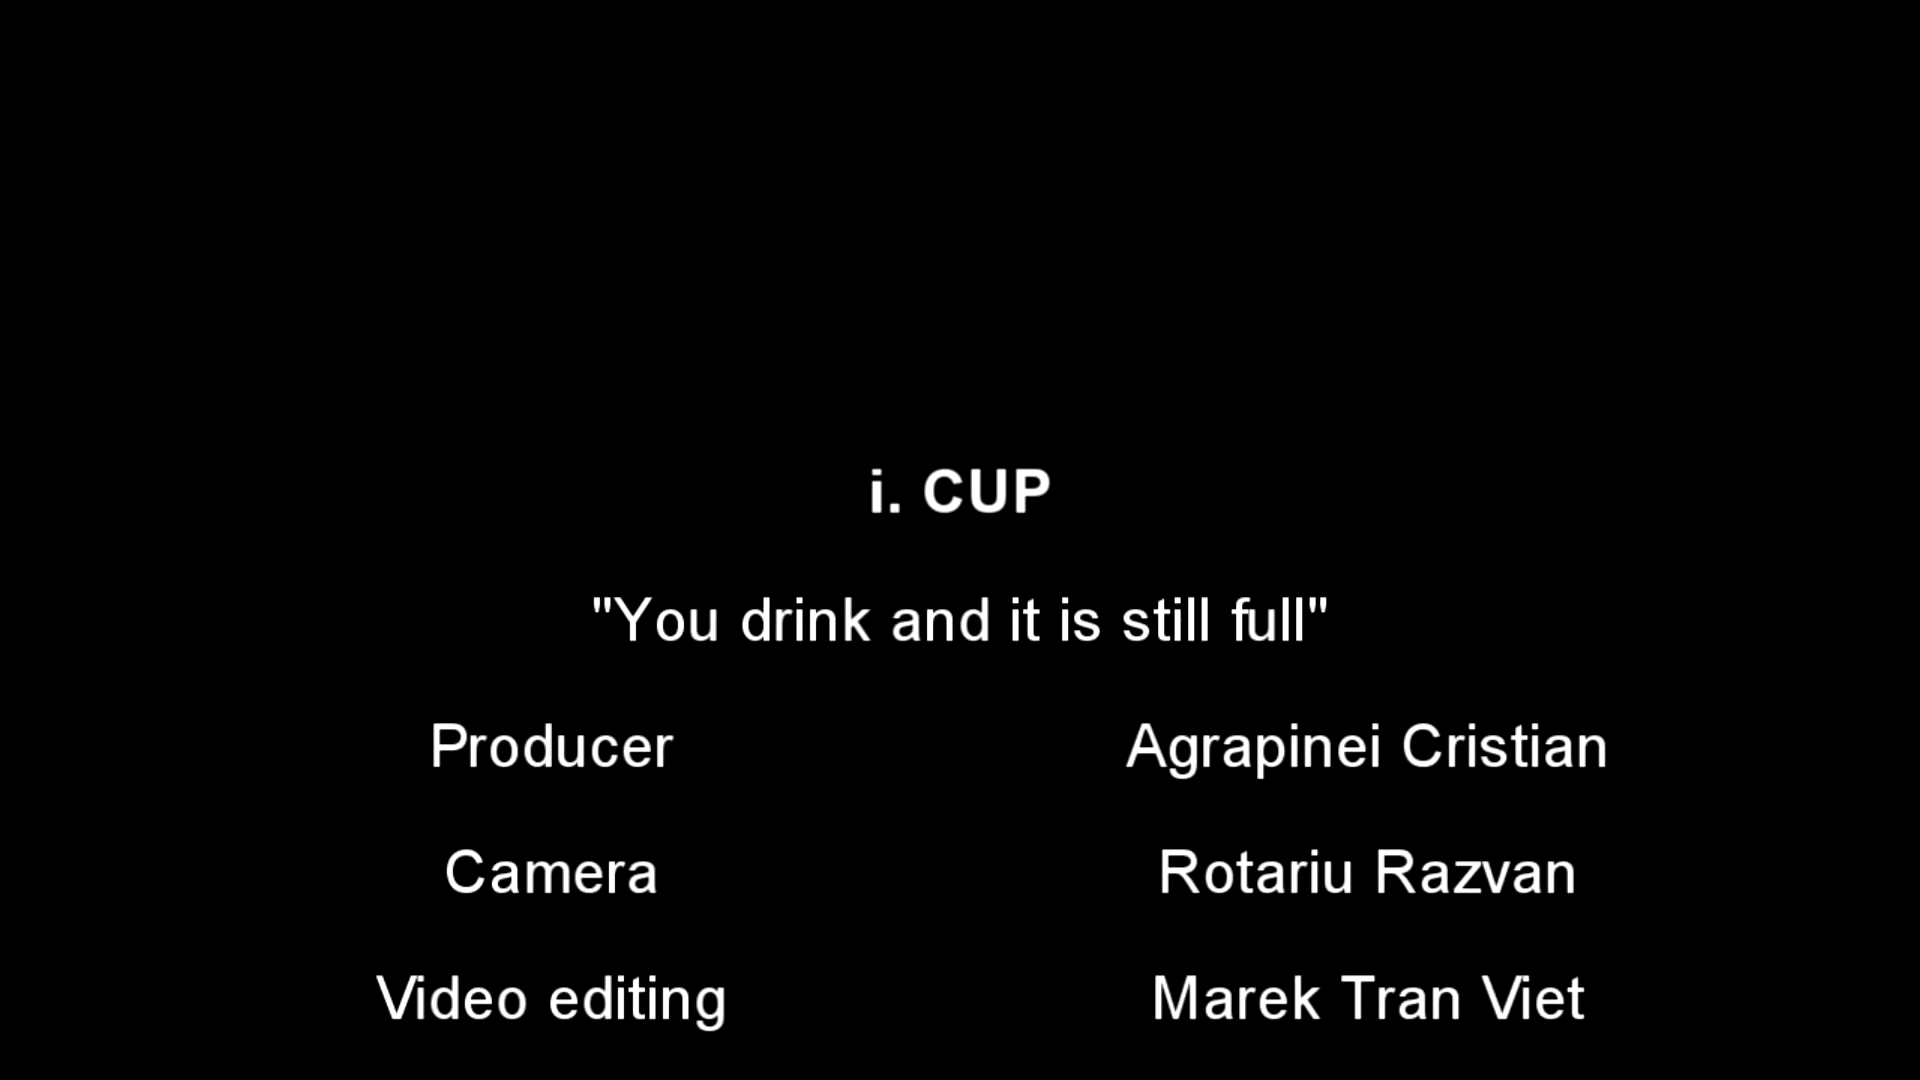 i. CUP
"You drink and it is still full"
Producer Agrapinei Cristian
Camera Rotariu Razvan
Video editing Marek Tran Viet